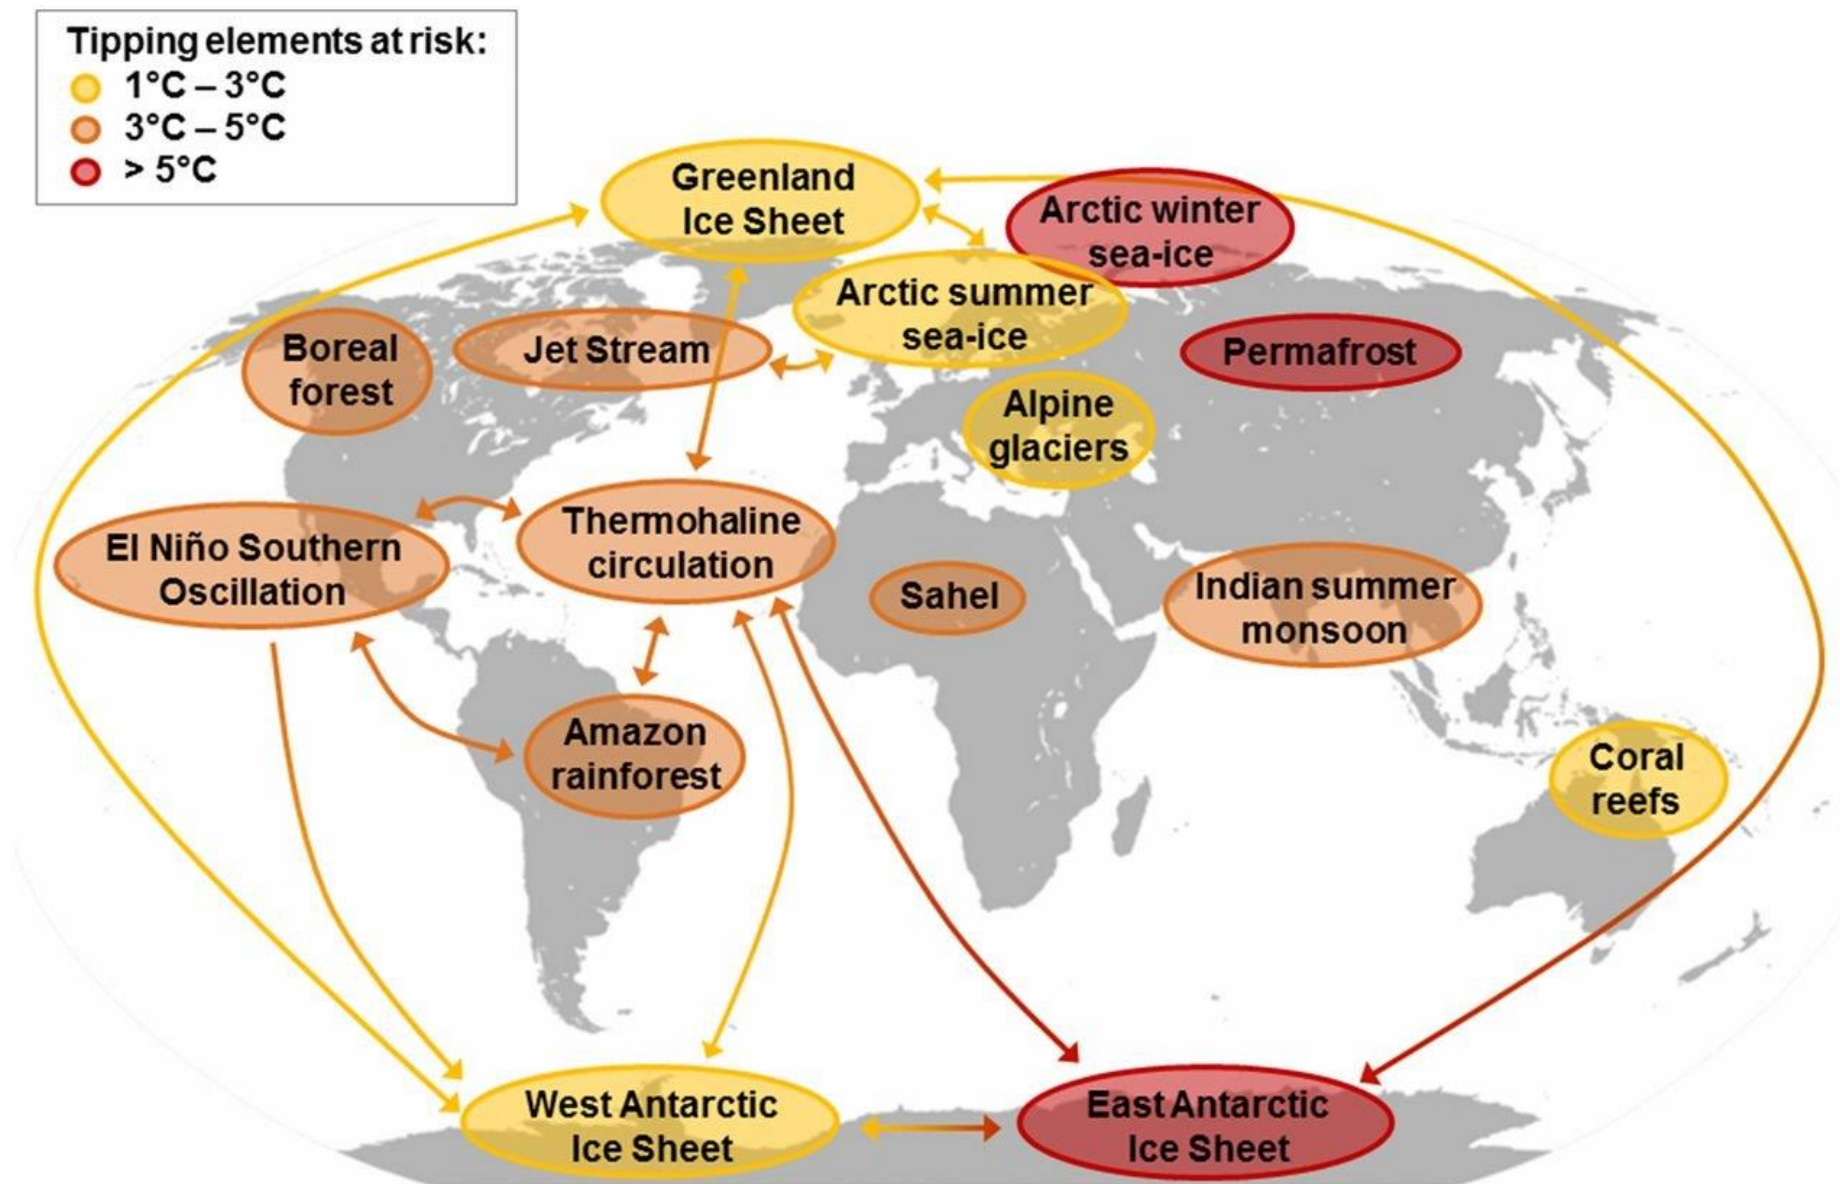 Tipping elements at risk:
1°C – 3°C
3°C – 5°C
> 5°C
Greenland
Ice Sheet
Arctic winter
sea-ice
Arctic summer
sea-ice
Boreal
forest
Jet Stream
Permafrost
Alpine
glaciers
El Niño Southern
Oscillation
Thermohaline
circulation
Sahel
Indian summer
monsoon
Amazon
rainforest
Coral
reefs
West Antarctic
Ice Sheet
East Antarctic
Ice Sheet